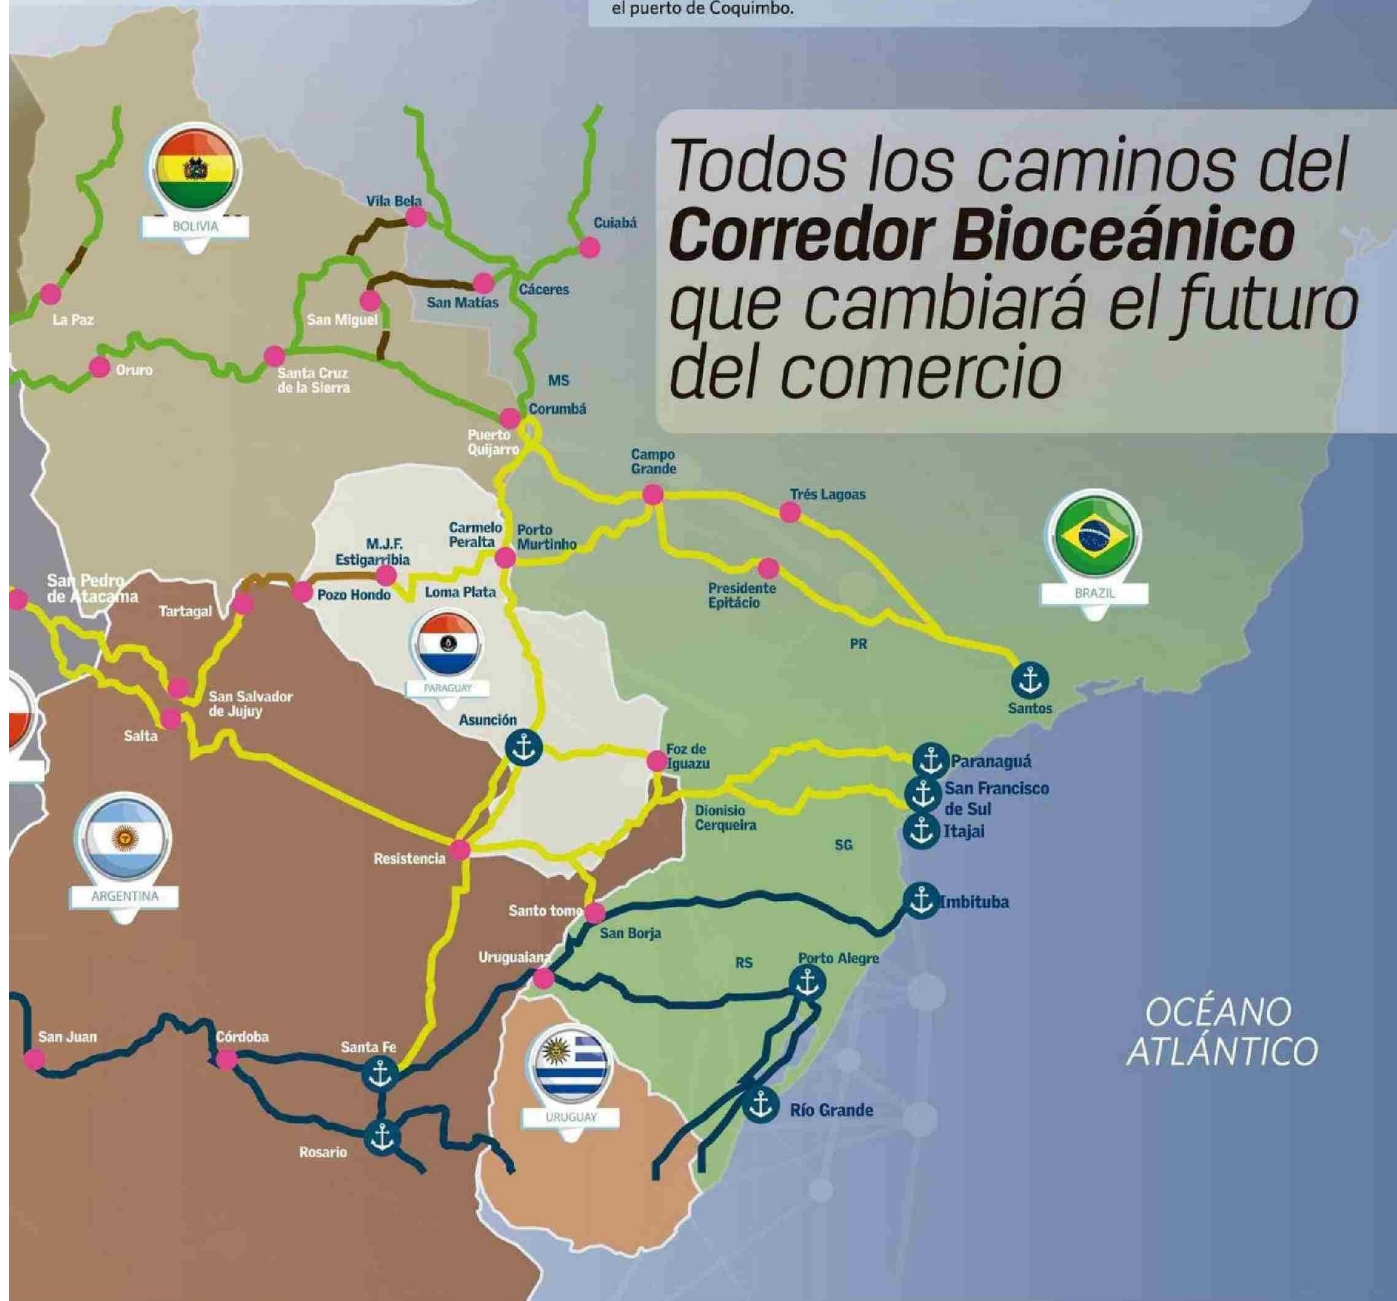 el puerto de Coquimbo.
Todos los caminos del
Corredor Bioceánico
que cambiará el futuro
del comercio
BOLIVIA
Vila Bela
Cuiabá
La Paz
San Miguel
San Matías
Cáceres
Oruro
Santa Cruz
de la Sierra
MS
Corumbá
Puerto
Quijarro
Campo
Grande
Trés Lagoas
Carmelo
Peralta
Porto
Murtinho
M.J.F.
Estigarribia
San Pedro
de Atacama
Tartagal
Pozo Hondo
Loma Plata
Presidente
Epitácio
BRAZIL
PR
PARAGUAY
San Salvador
de Jujuy
Salta
Asunción
Santos
Foz de
Iguazu
Paranaguá
San Francisco
de Sul
Dionisio
Cerqueira
Itajai
SG
Resistencia
ARGENTINA
Santo tome
San Borja
Imbituba
Uruguaiana
RS
Porto Alegre
OCÉANO
ATLÁNTICO
San Juan
Córdoba
Santa Fe
URUGUAY
Río Grande
Rosario